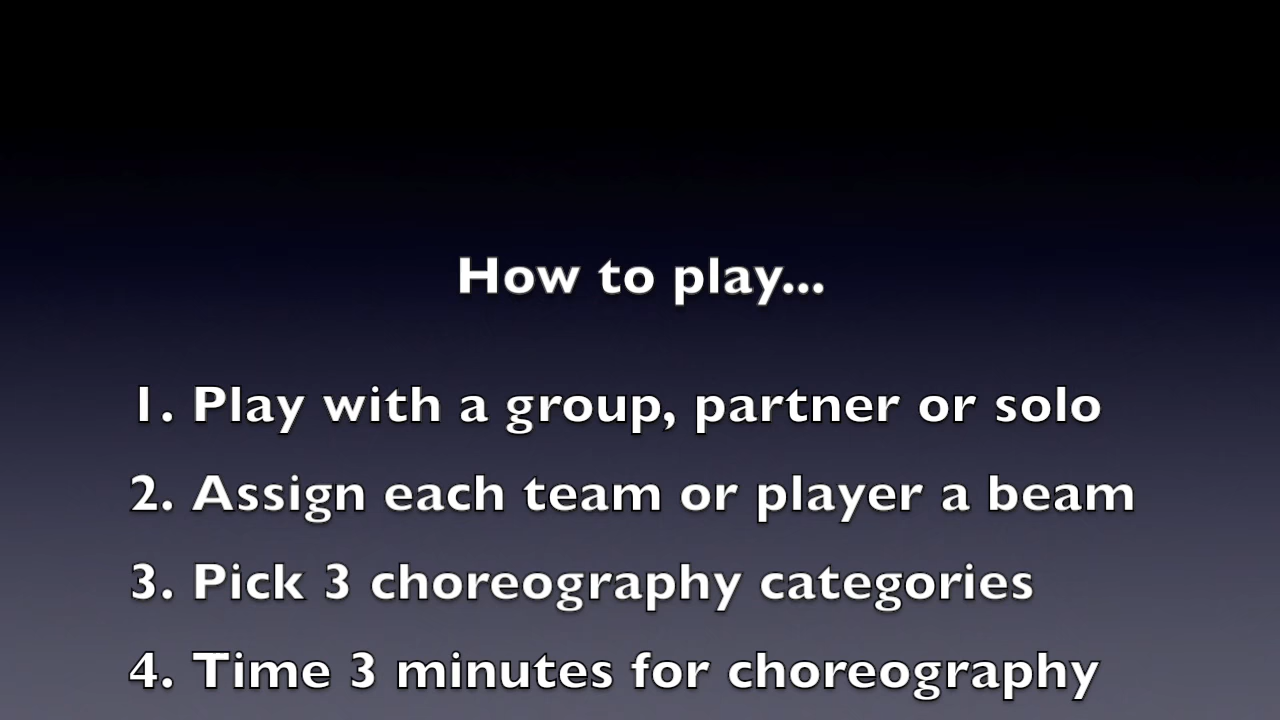 How to play...
1. Play with a group, partner or solo
2. Assign each team or player a beam
3. Pick 3 choreography categories
4. Time 3 minutes for choreography